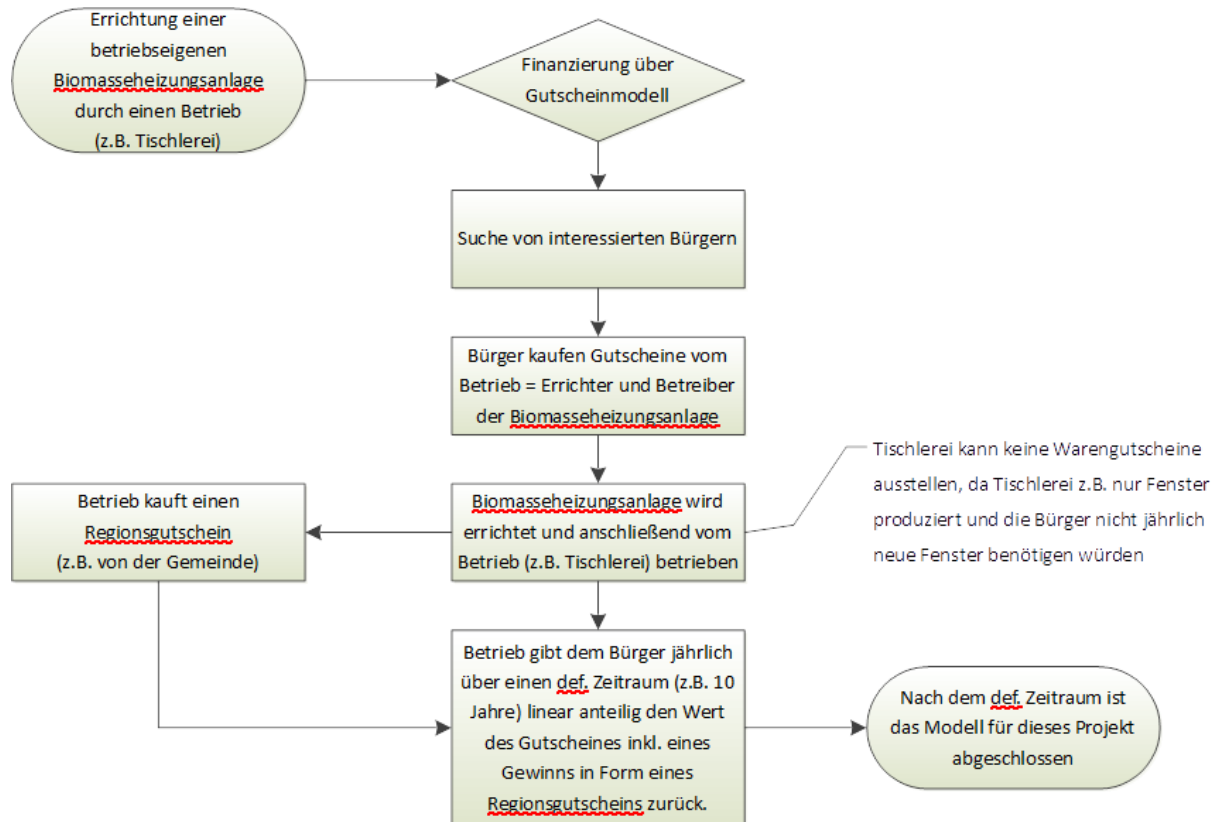 Errichtung einer
betriebseigenen
Biomasseheizungsanlage
durch einen Betrieb
(z.B. Tischlerei)
Finanzierung über
Gutscheinmodell
Suche von interessierten Bürgern
Bürger kaufen Gutscheine vom
Betrieb = Errichter und Betreiber
der Biomasseheizungsanlage
Betrieb kauft einen
Regionsgutschein
(z.B. von der Gemeinde)
Biomasseheizungsanlage wird
errichtet und anschließend vom
Betrieb (z.B. Tischlerei) betrieben
Tischlerei kann keine Warengutscheine
ausstellen, da Tischlerei z.B. nur Fenster
produziert und die Bürger nicht jährlich
neue Fenster benötigen würden
Betrieb gibt dem Bürger jährlich
über einen def. Zeitraum (z.B. 10
Jahre) linear anteilig den Wert
des Gutscheines inkl. eines
Gewinns in Form eines
Regionsgutscheins zurück.
Nach dem def. Zeitraum ist
das Modell für dieses Projekt
abgeschlossen